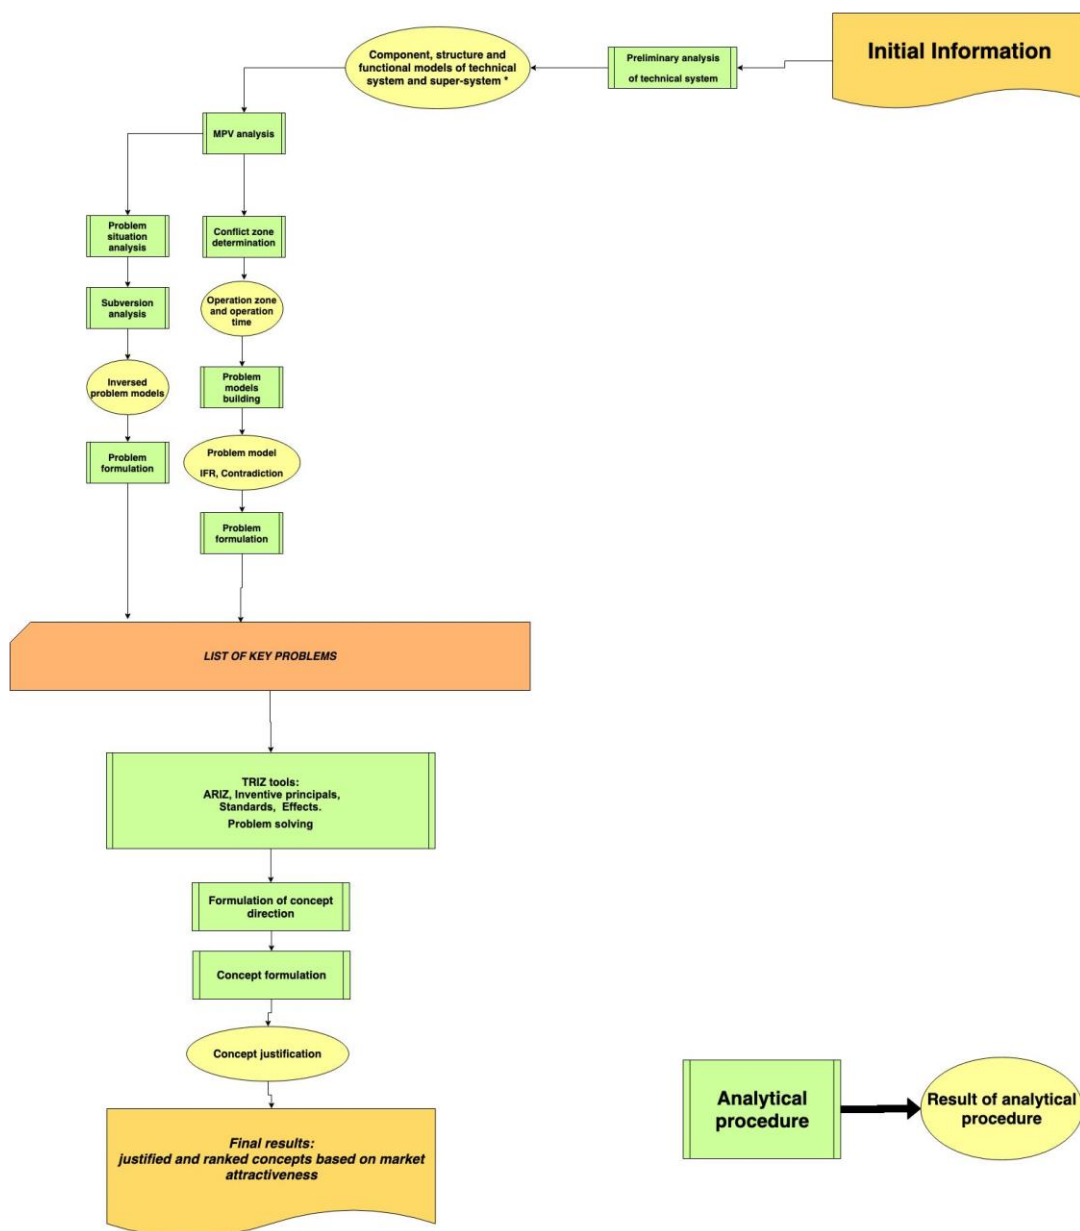 Initial Information
Preliminary analysis
of technical system
Component, structure and
functional models of technical
system and super-system *
MPV analysis
Problem
situation
analysis
Subversion
analysis
Inversed
problem models
Problem
formulation
Conflict zone
determination
Operation zone
and operation
time
Problem
models
building
Problem model
IFR, Contradiction
Problem
formulation
LIST OF KEY PROBLEMS
TRIZ tools:
ARIZ, Inventive principals,
Standards, Effects.
Problem solving
Formulation of concept
direction
Concept formulation
Concept justification
Final results:
justified and ranked concepts based on market
attractiveness
Analytical
procedure
Result of analytical
procedure